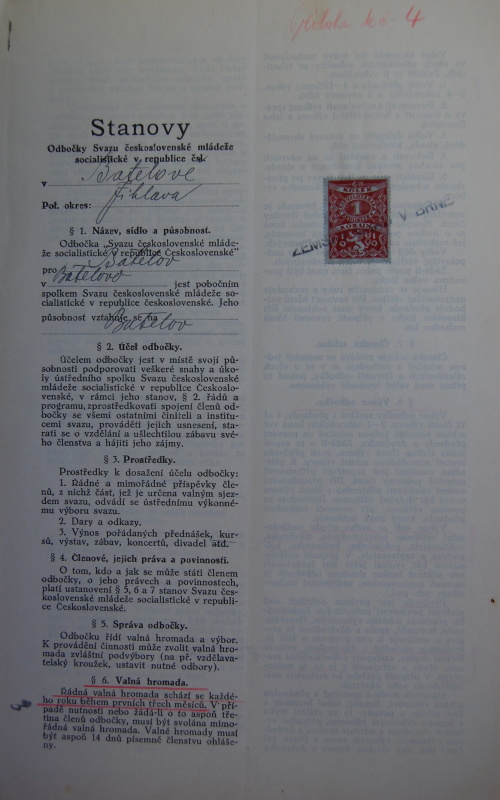 Příloha č. 4
Stanovy
Odbočky Svazu československé mládeže
socialistické v republice čsl.
v Batelově
Pol. okres: Jihlava
§ 1. Název, sídlo a působnost.
Odbočka „Svazu československé mláde-
že socialistické v republice Československé"
pro Batelov
v Batelově jest pobočním
spolkem Svazu československé mládeže so-
cialistické v republice československé. Jeho
působnost vztahuje se na Batelov
§ 2. Účel odbočky.
Účelem odbočky jest v místě svojí pů-
sobnosti podporovati veškeré snahy a úko-
ly ústředního spolku Svazu československé
mládeže socialistické v republice Českoslo-
venské, v rámci jeho stanov, § 2. řádů a
programu, zprostředkovati spojení členů od-
bočky se všemi ostatními činiteli a institu-
cemi svazu, prováděti jejich usnesení, sta-
rati se o vzdělání a ušlechtilou zábavu své-
ho členstva a hájiti jeho zájmy.
§ 3. Prostředky.
Prostředky k dosažení účelu odbočky:
1. Řádné a mimořádné příspěvky čle-
nů, z nichž část, jež je určena valným sjez-
dem svazu, odvádí se ústřednímu výkon-
nému výboru svazu.
2. Dary a odkazy.
3. Výnos pořádaných přednášek, kur-
sů, výstav, zábav, koncertů, divadel atd.
§ 4. Členové, jejich práva a povinnosti.
O tom, kdo a jak se může státi členem
odbočky, o jeho právech a povinnostech,
platí ustanovení § 5, 6 a 7 stanov Svazu čes-
koslovenské mládeže socialistické v republi-
ce Československé.
§ 5. Správa odbočky.
Odbočku řídí valná hromada a výbor.
K provádění činnosti může zvolit valná hro-
mada zvláštní podvýbory (na př. vzdělava-
telský kroužek, ustavit nutné odbory).
§ 6. Valná hromada.
Řádná valná hromada schází se každé-
ho roku během prvních třech měsíců. V pří-
padě nutnosti nebo žádá-li o to aspoň tře-
tina členů odbočky, musí být svolána mimo-
řádná valná hromada. Valné hromady musí
být aspoň 14 dnů písemně členstvu ohláše-
ny.
KOLEK
1
KORUNA
1919
V BRNĚ